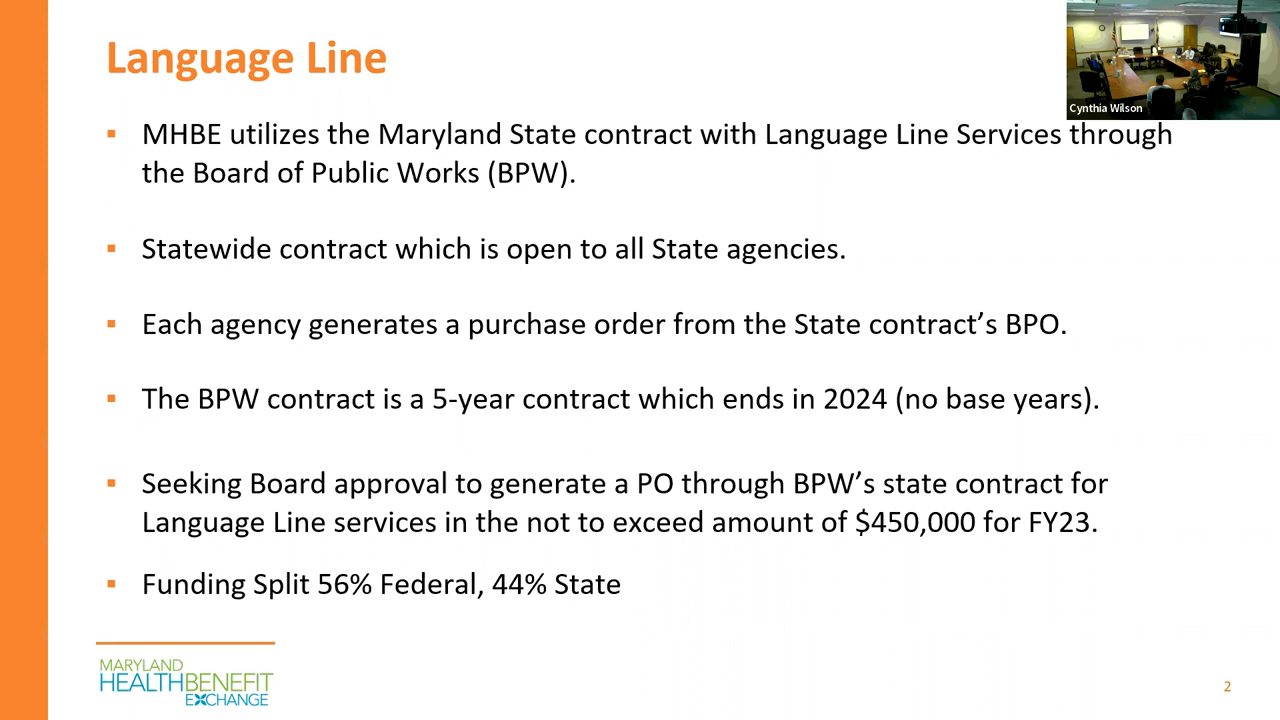 Language Line
Cynthia Wilson
▪ MHBE utilizes the Maryland State contract with Language Line Services through
the Board of Public Works (BPW).
▪ Statewide contract which is open to all State agencies.
▪ Each agency generates a purchase order from the State contract’s BPO.
▪ The BPW contract is a 5-year contract which ends in 2024 (no base years).
▪ Seeking Board approval to generate a PO through BPW’s state contract for
Language Line services in the not to exceed amount of $450,000 for FY23.
▪ Funding Split 56% Federal, 44% State
MARYLAND
HEALTHBENEFIT
EXCHANGE
2